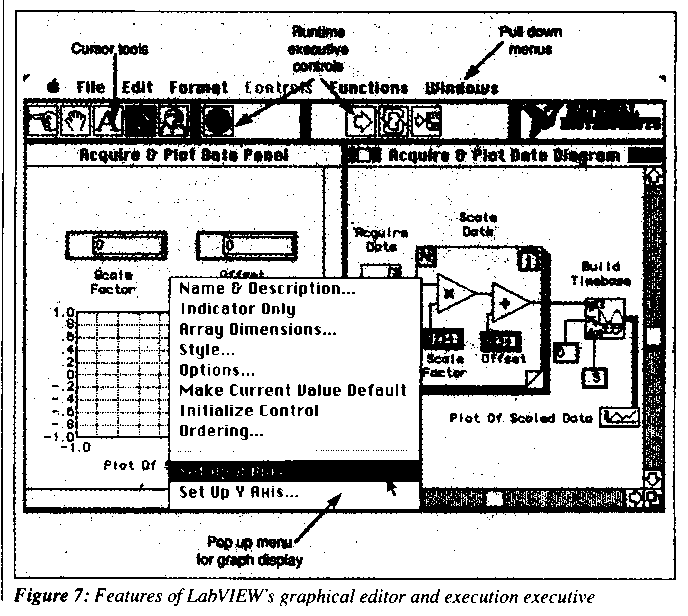 Cursor tools
Runtime
executive
controls
Pull down
menus
File Edit Format Controls Functions Windows
Acquire & Plot Data Panel
Acquire & Plot Data Diagram
0
Scale
Factor
0
Offset
Acquire
Data
Scale
Data
N
i
x
+
Scale
Factor
Offset
Build
Timebase
0
.5
Plot Of Scaled Data
1.0
.8
.6
.4
.2
0
-.2
-.4
-.6
-.8
-1.0
-1.0
Plot Of
Name & Description...
Indicator Only
Array Dimensions...
Style...
Options...
Make Current Value Default
Initialize Control
Ordering...
Set Up Y Axis...
Pop up menu
for graph display
Figure 7: Features of LabVIEW's graphical editor and execution executive